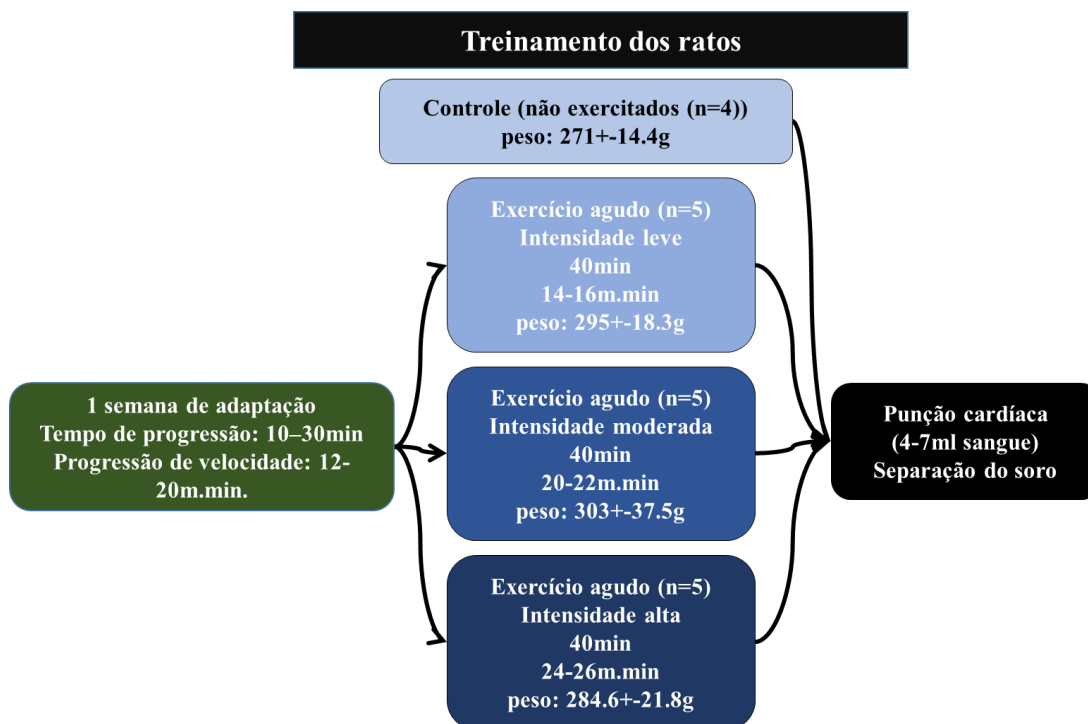 Treinamento dos ratos
Controle (não exercitados (n=4))
peso: 271+-14.4g
Exercício agudo (n=5)
Intensidade leve
40min
14-16m.min
peso: 295+-18.3g
1 semana de adaptação
Tempo de progressão: 10–30min
Progressão de velocidade: 12-
20m.min.
Exercício agudo (n=5)
Intensidade moderada
40min
20-22m.min
peso: 303+-37.5g
Punção cardíaca
(4-7ml sangue)
Separação do soro
Exercício agudo (n=5)
Intensidade alta
40min
24-26m.min
peso: 284.6+-21.8g